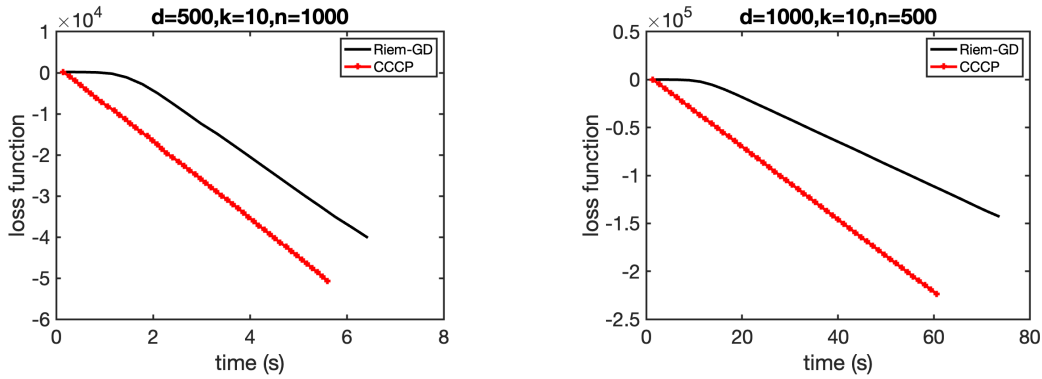 d=500,k=10,n=1000
×10⁴
1
0
-1
-2
-3
-4
-5
-6
0
2
4
6
8
loss function
time (s)
Riem-GD
CCCP
d=1000,k=10,n=500
×10⁵
0.5
0
-0.5
-1
-1.5
-2
-2.5
0
20
40
60
80
loss function
time (s)
Riem-GD
CCCP